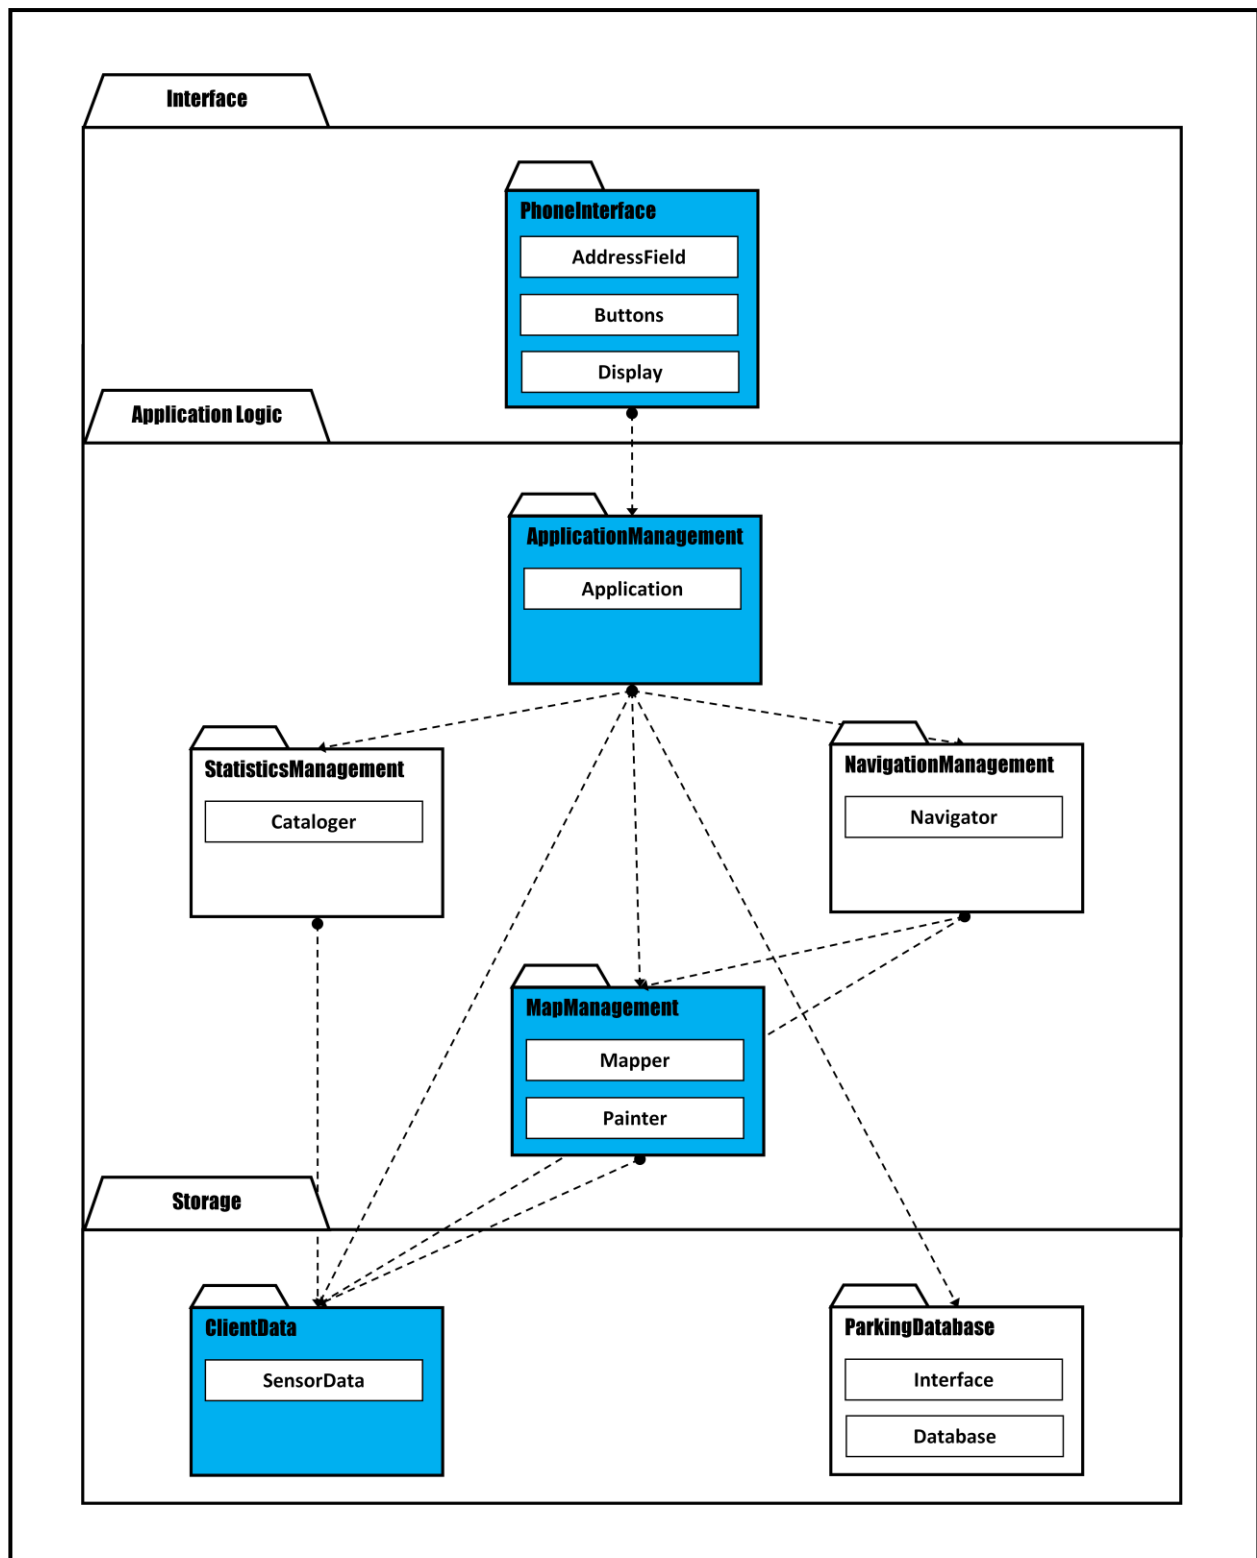 Interface
PhoneInterface
AddressField
Buttons
Display
Application Logic
ApplicationManagement
Application
StatisticsManagement
Cataloger
NavigationManagement
Navigator
MapManagement
Mapper
Painter
Storage
ClientData
SensorData
ParkingDatabase
Interface
Database